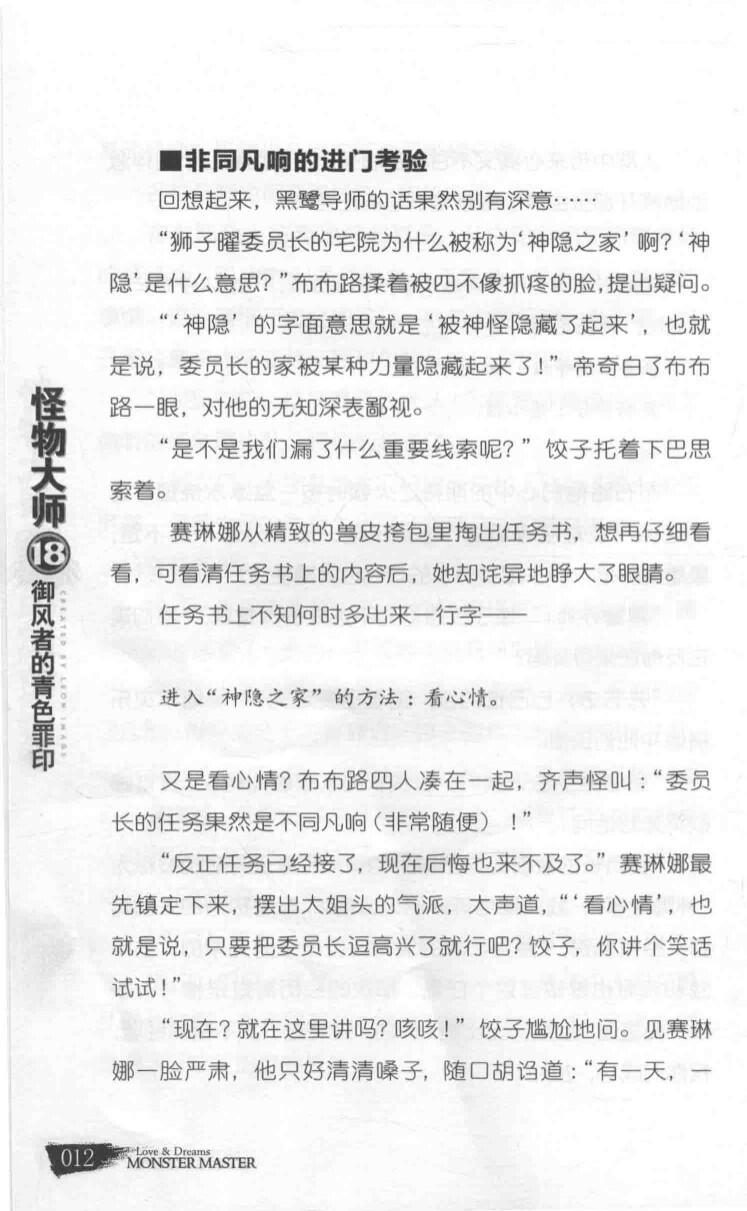 ■非同凡响的进门考验
回想起来，黑鹭导师的话果然别有深意……
“狮子曜委员长的宅院为什么被称为‘神隐之家’啊？‘神
隐’是什么意思？”布布路揉着被四不像抓疼的脸，提出疑问。
“‘神隐’的字面意思就是‘被神怪隐藏了起来’，也就
是说，委员长的家被某种力量隐藏起来了！”帝奇白了布布
路一眼，对他的无知深表鄙视。
“是不是我们漏了什么重要线索呢？”饺子托着下巴思
索着。
赛琳娜从精致的兽皮挎包里掏出任务书，想再仔细看
看，可看清任务书上的内容后，她却诧异地睁大了眼睛。
任务书上不知何时多出来一行字——
进入“神隐之家”的方法：看心情。
又是看心情？布布路四人凑在一起，齐声怪叫：“委员
长的任务果然是不同凡响（非常随便）！”
“反正任务已经接了，现在后悔也来不及了。”赛琳娜最
先镇定下来，摆出大姐头的气派，大声道，“‘看心情’，也
就是说，只要把委员长逗高兴了就行吧？饺子，你讲个笑话
试试！”
“现在？就在这里讲吗？咳咳！”饺子尴尬地问。见赛琳
娜一脸严肃，他只好清清嗓子，随口胡诌道：“有一天，一
怪物大师⑱御风者的青色罪印
CREATED BY LEON IMAGE
012
Love & Dreams
MONSTER MASTER